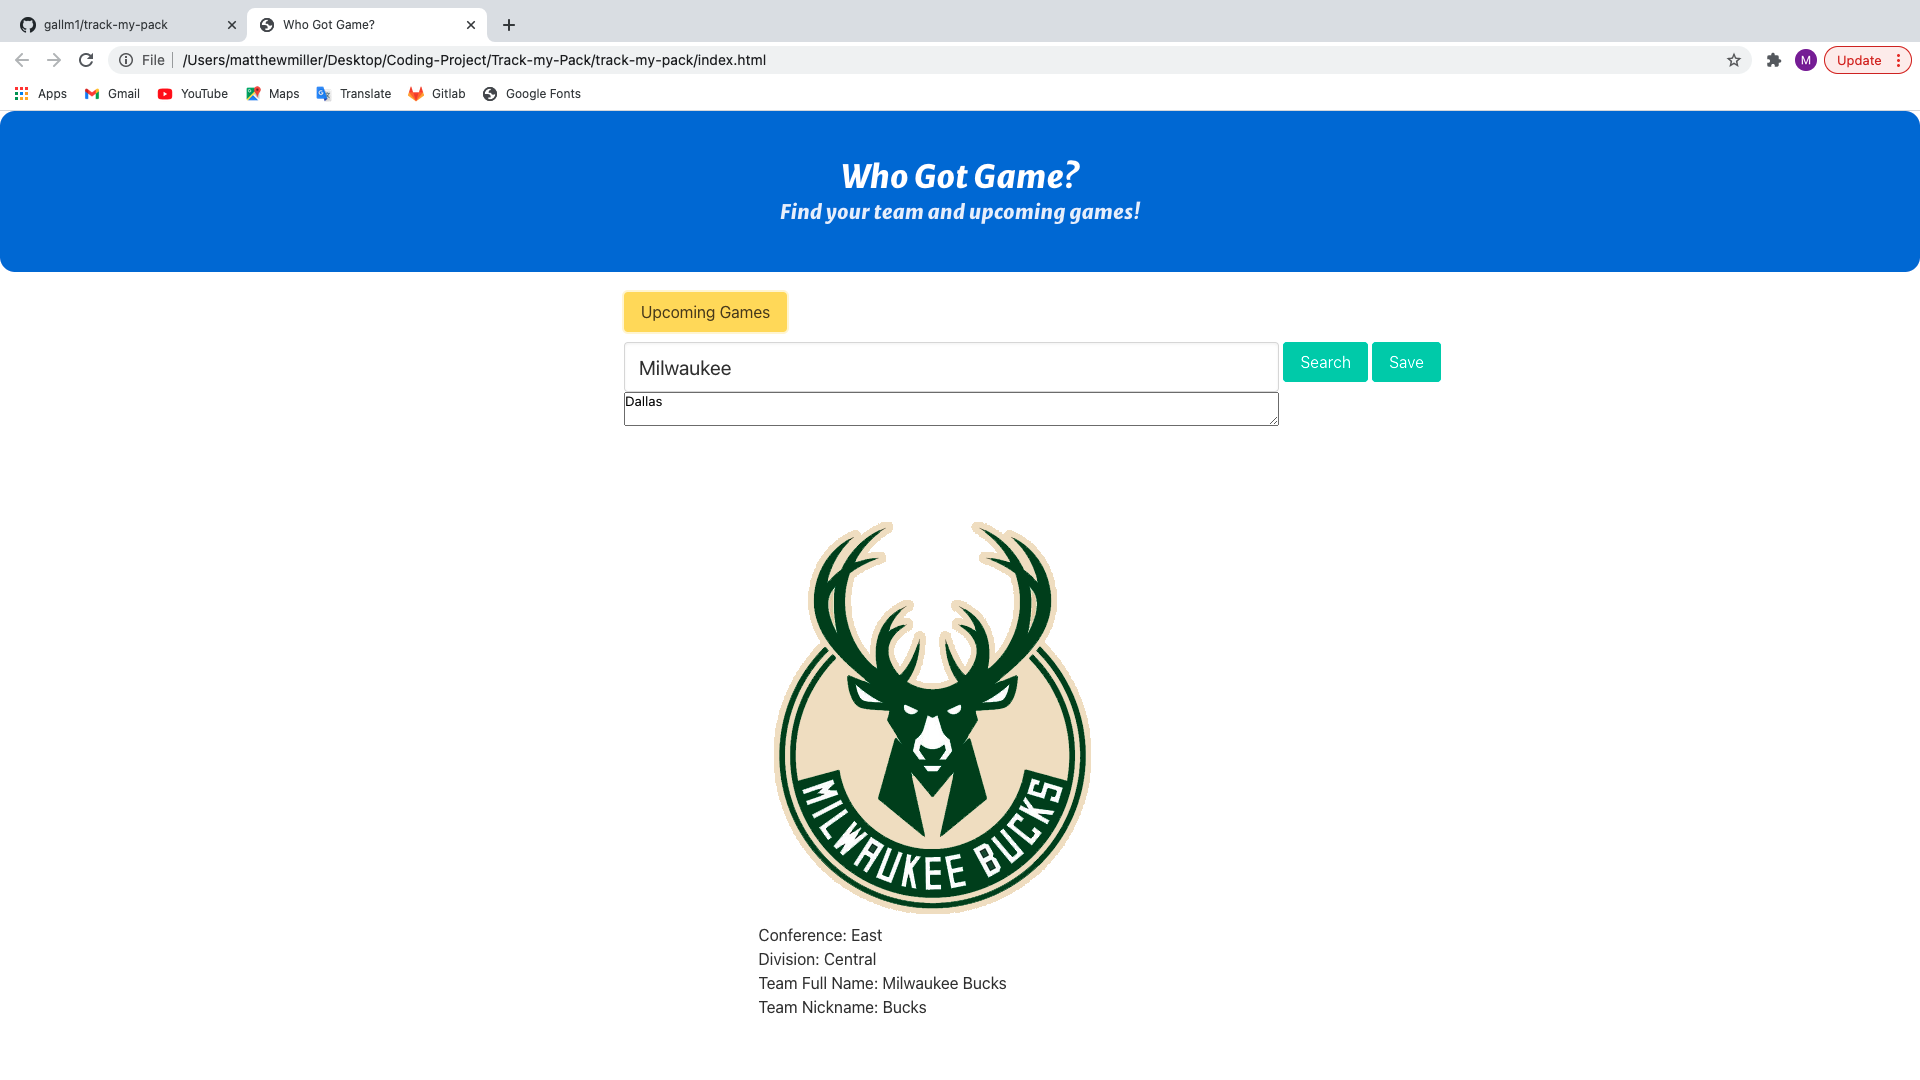 gallm1/track-my-pack
Who Got Game?
File
/Users/matthewmiller/Desktop/Coding-Project/Track-my-Pack/track-my-pack/index.html
M
Update
Apps
Gmail
YouTube
Maps
Translate
Gitlab
Google Fonts
Who Got Game?
Find your team and upcoming games!
Upcoming Games
Milwaukee
Search
Save
Dallas
MILWAUKEE BUCKS
Conference: East
Division: Central
Team Full Name: Milwaukee Bucks
Team Nickname: Bucks